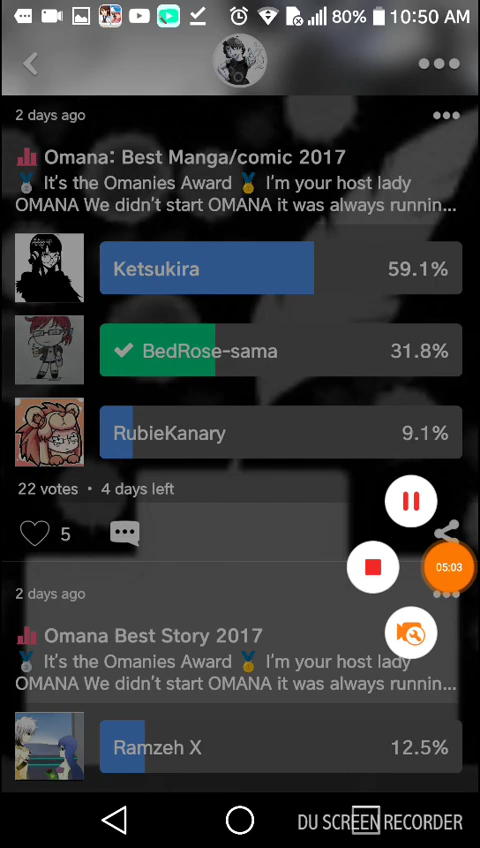 80% 10:50 AM
2 days ago
Omana: Best Manga/comic 2017
🥈 It's the Omanies Award 🏅 I'm your host lady
OMANA We didn't start OMANA it was always runnin...
Ketsukira 59.1%
BedRose-sama 31.8%
RubieKanary 9.1%
22 votes • 4 days left
5
05:03
2 days ago
Omana Best Story 2017
🥈 It's the Omanies Award 🏅 I'm your host lady
OMANA We didn't start OMANA it was always runnin...
Ramzeh X 12.5%
DU SCREEN RECORDER